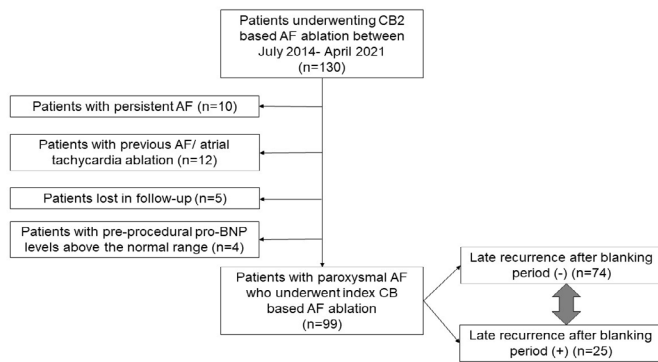 Patients underwenting CB2
based AF ablation between
July 2014- April 2021
(n=130)
Patients with persistent AF (n=10)
Patients with previous AF/ atrial
tachycardia ablation (n=12)
Patients lost in follow-up (n=5)
Patients with pre-procedural pro-BNP
levels above the normal range (n=4)
Patients with paroxysmal AF
who underwent index CB
based AF ablation
(n=99)
Late recurrence after blanking
period (-) (n=74)
Late recurrence after blanking
period (+) (n=25)